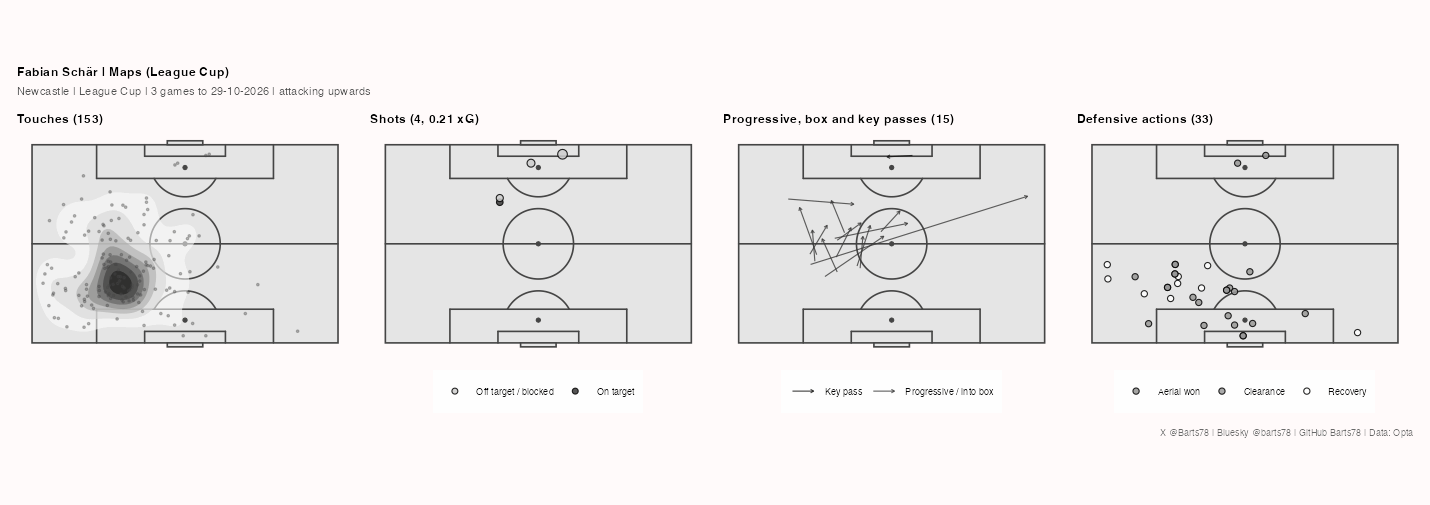 Fabian Schär | Maps (League Cup)
Newcastle | League Cup | 3 games to 29-10-2026 | attacking upwards
Touches (153)
Shots (4, 0.21 xG)
Progressive, box and key passes (15)
Defensive actions (33)
Off target / blocked
On target
Key pass
Progressive / into box
Aerial won
Clearance
Recovery
X @Barts78 | Bluesky @barts78 | GitHub Barts78 | Data: Opta